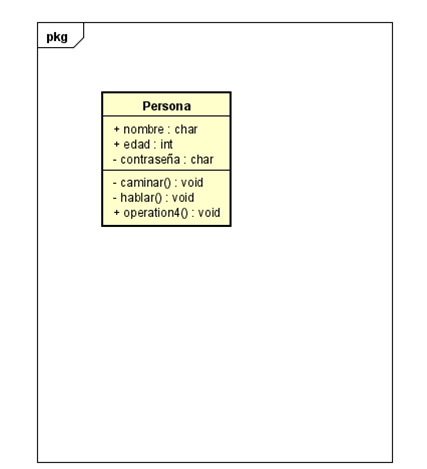 pkg
Persona
+ nombre : char
+ edad : int
- contraseña : char
- caminar() : void
- hablar() : void
+ operation4() : void